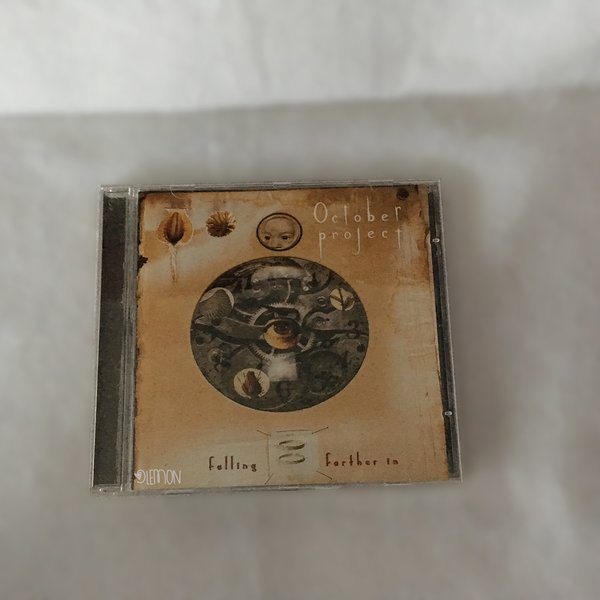 October
project
falling farther in
LEMON